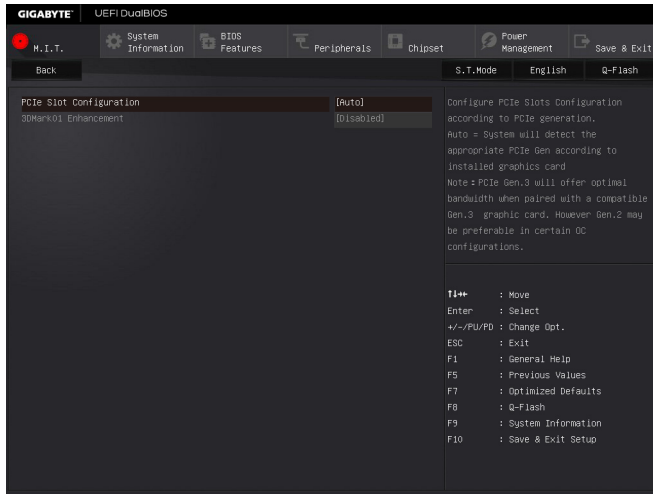 GIGABYTE™ UEFI DualBIOS
M.I.T.
System Information
BIOS Features
Peripherals
Chipset
Power Management
Save & Exit
Back
S.T.Mode English Q-Flash
PCIe Slot Configuration [Auto]
3DMark01 Enhancement [Disabled]
Configure PCIe Slots Configuration
according to PCIe generation.
Auto = System will detect the
appropriate PCIe Gen according to
installed graphics card
Note : PCIe Gen.3 will offer optimal
bandwidth when paired with a compatible
Gen.3 graphic card. However Gen.2 may
be preferable in certain OC
configurations.
↑↓→← : Move
Enter : Select
+/-/PU/PD : Change Opt.
ESC : Exit
F1 : General Help
F5 : Previous Values
F7 : Optimized Defaults
F8 : Q-Flash
F9 : System Information
F10 : Save & Exit Setup